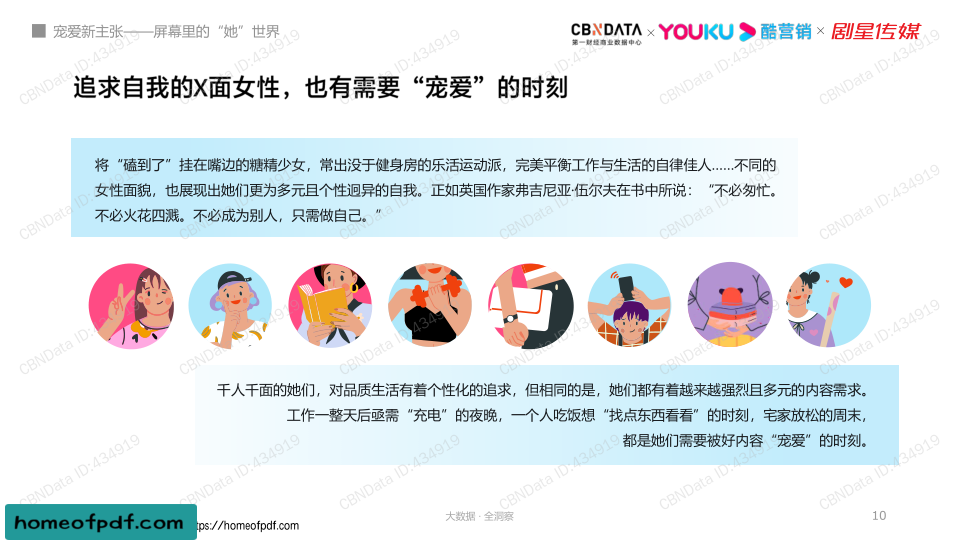 宠爱新主张——屏幕里的“她”世界
CBNDATA × YOUKU 酷营销 × 剧星传媒
第一财经商业数据中心
追求自我的X面女性，也有需要“宠爱”的时刻
将“磕到了”挂在嘴边的糖精少女，常出没于健身房的乐活运动派，完美平衡工作与生活的自律佳人……不同的
女性面貌，也展现出她们更为多元且个性迥异的自我。正如英国作家弗吉尼亚·伍尔夫在书中所说：“不必匆忙。
不必火花四溅。不必成为别人，只需做自己。”
千人千面的她们，对品质生活有着个性化的追求，但相同的是，她们都有着越来越强烈且多元的内容需求。
工作一整天后亟需“充电”的夜晚，一个人吃饭想“找点东西看看”的时刻，宅家放松的周末，
都是她们需要被好内容“宠爱”的时刻。
homeofpdf.com
ttps://homeofpdf.com
大数据 · 全洞察
10
CBNData ID:434919